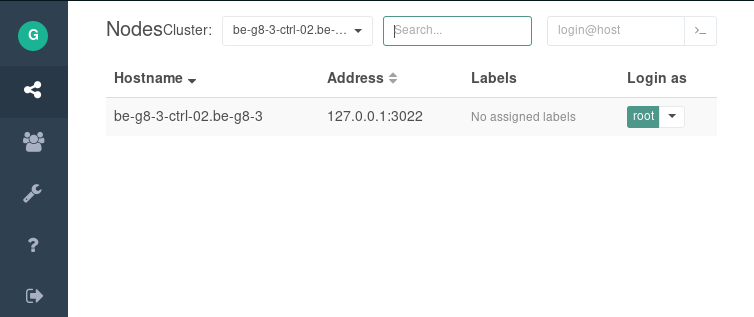 G
Nodes Cluster: be-g8-3-ctrl-02.be-... Search... login@host >_
Hostname Address Labels Login as
be-g8-3-ctrl-02.be-g8-3 127.0.0.1:3022 No assigned labels root
?